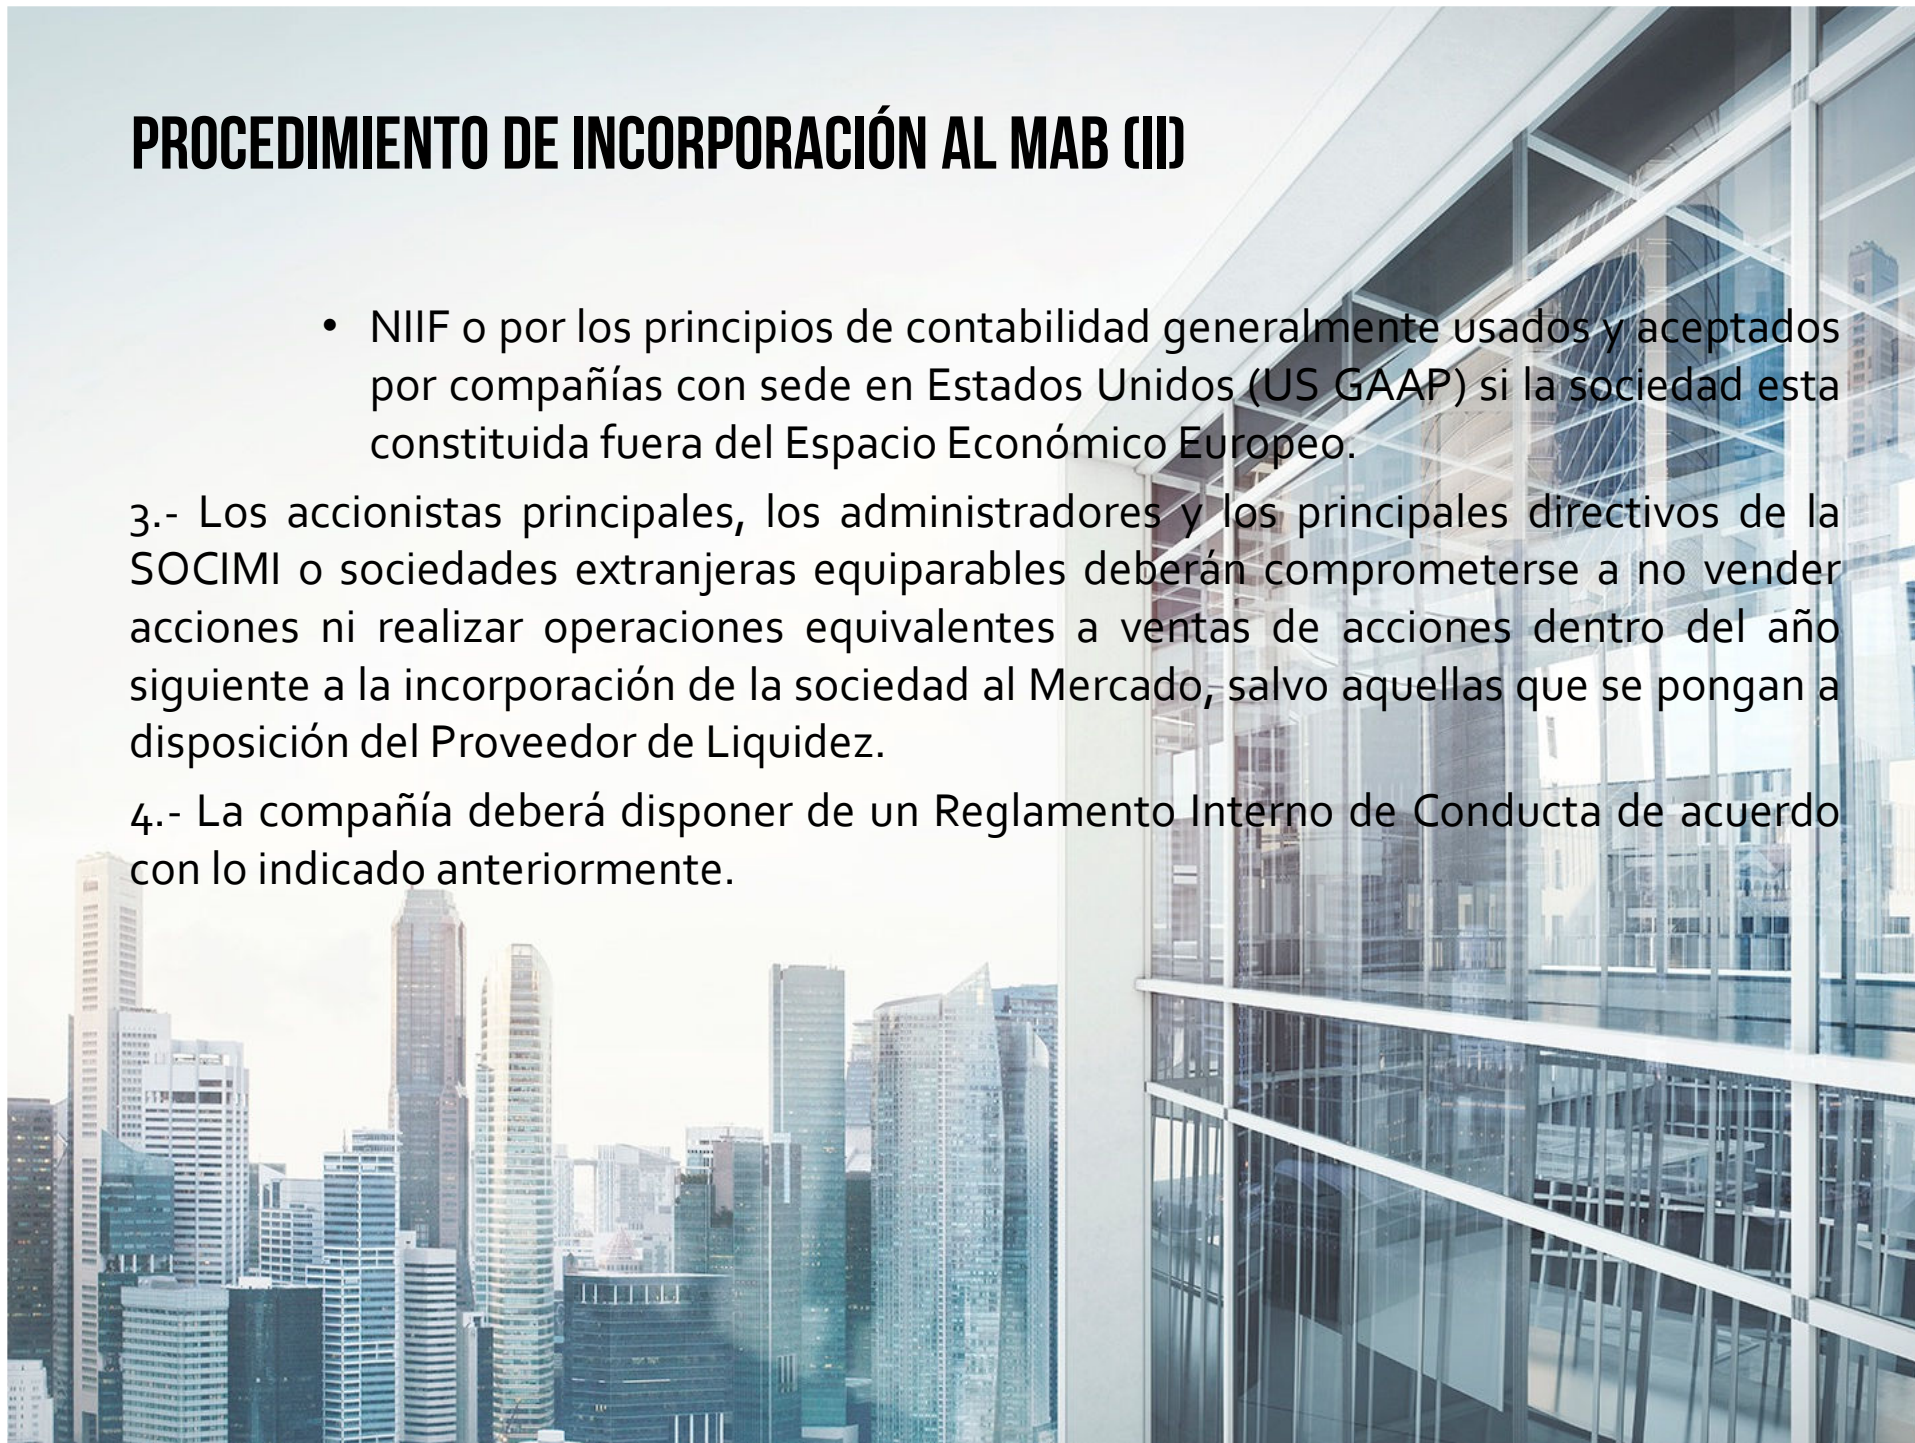 PROCEDIMIENTO DE INCORPORACIÓN AL MAB (II)
• NIIF o por los principios de contabilidad generalmente usados y aceptados
por compañías con sede en Estados Unidos (US GAAP) si la sociedad esta
constituida fuera del Espacio Económico Europeo.
3.- Los accionistas principales, los administradores y los principales directivos de la
SOCIMI o sociedades extranjeras equiparables deberán comprometerse a no vender
acciones ni realizar operaciones equivalentes a ventas de acciones dentro del año
siguiente a la incorporación de la sociedad al Mercado, salvo aquellas que se pongan a
disposición del Proveedor de Liquidez.
4.- La compañía deberá disponer de un Reglamento Interno de Conducta de acuerdo
con lo indicado anteriormente.